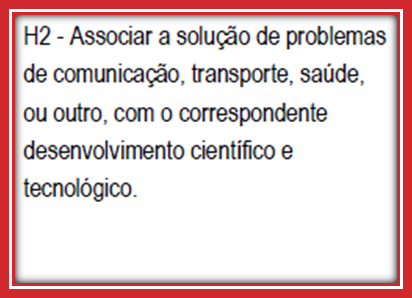 H2 - Associar a solução de problemas
de comunicação, transporte, saúde,
ou outro, com o correspondente
desenvolvimento científico e
tecnológico.